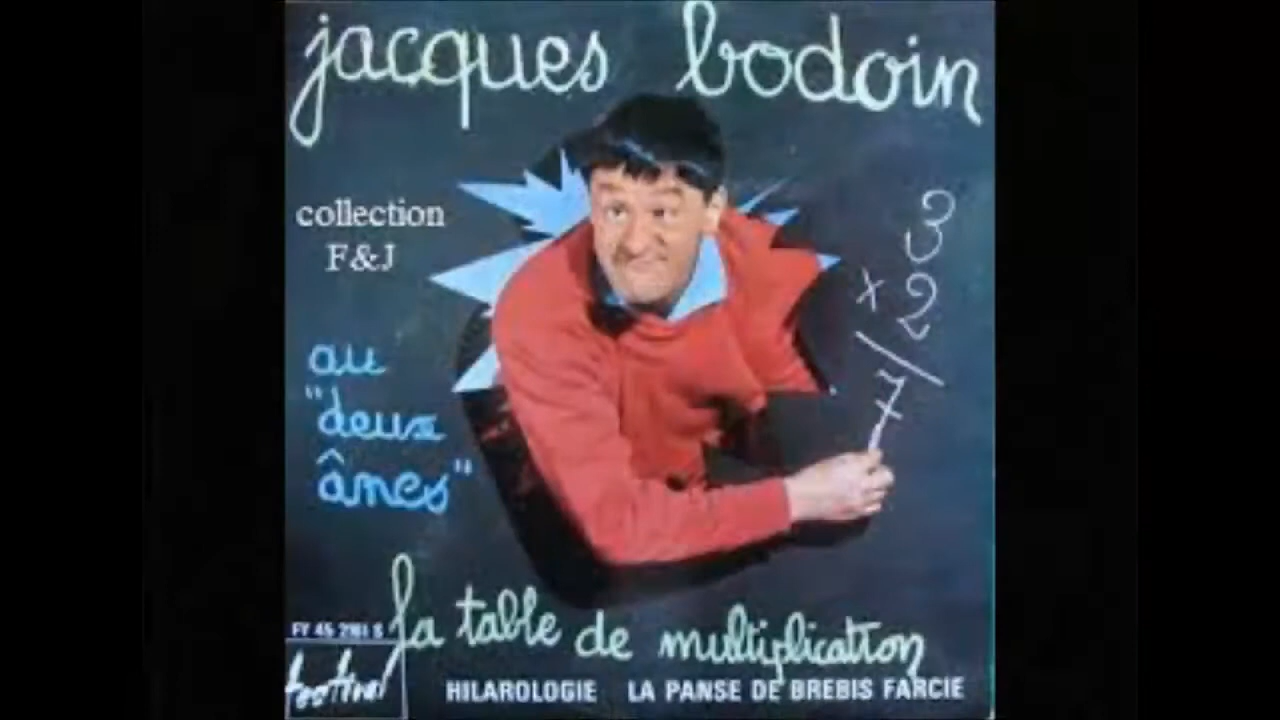 jacques bodoin
collection
F&J
3
x 2
7
au
"deux
ânes"
la table de multiplication
FY 45 2161 S
festival
HILAROLOGIE LA PANSE DE BREBIS FARCIE